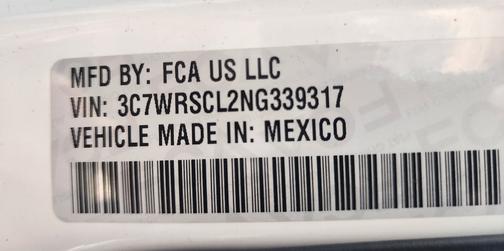 MFD BY: FCA US LLC
VIN: 3C7WRSCL2NG339317
VEHICLE MADE IN: MEXICO